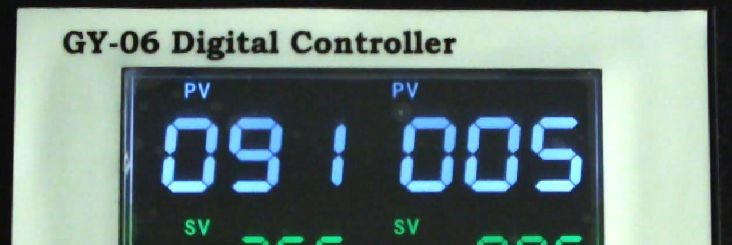 GY-06 Digital Controller
PV PV
091 005
SV SV